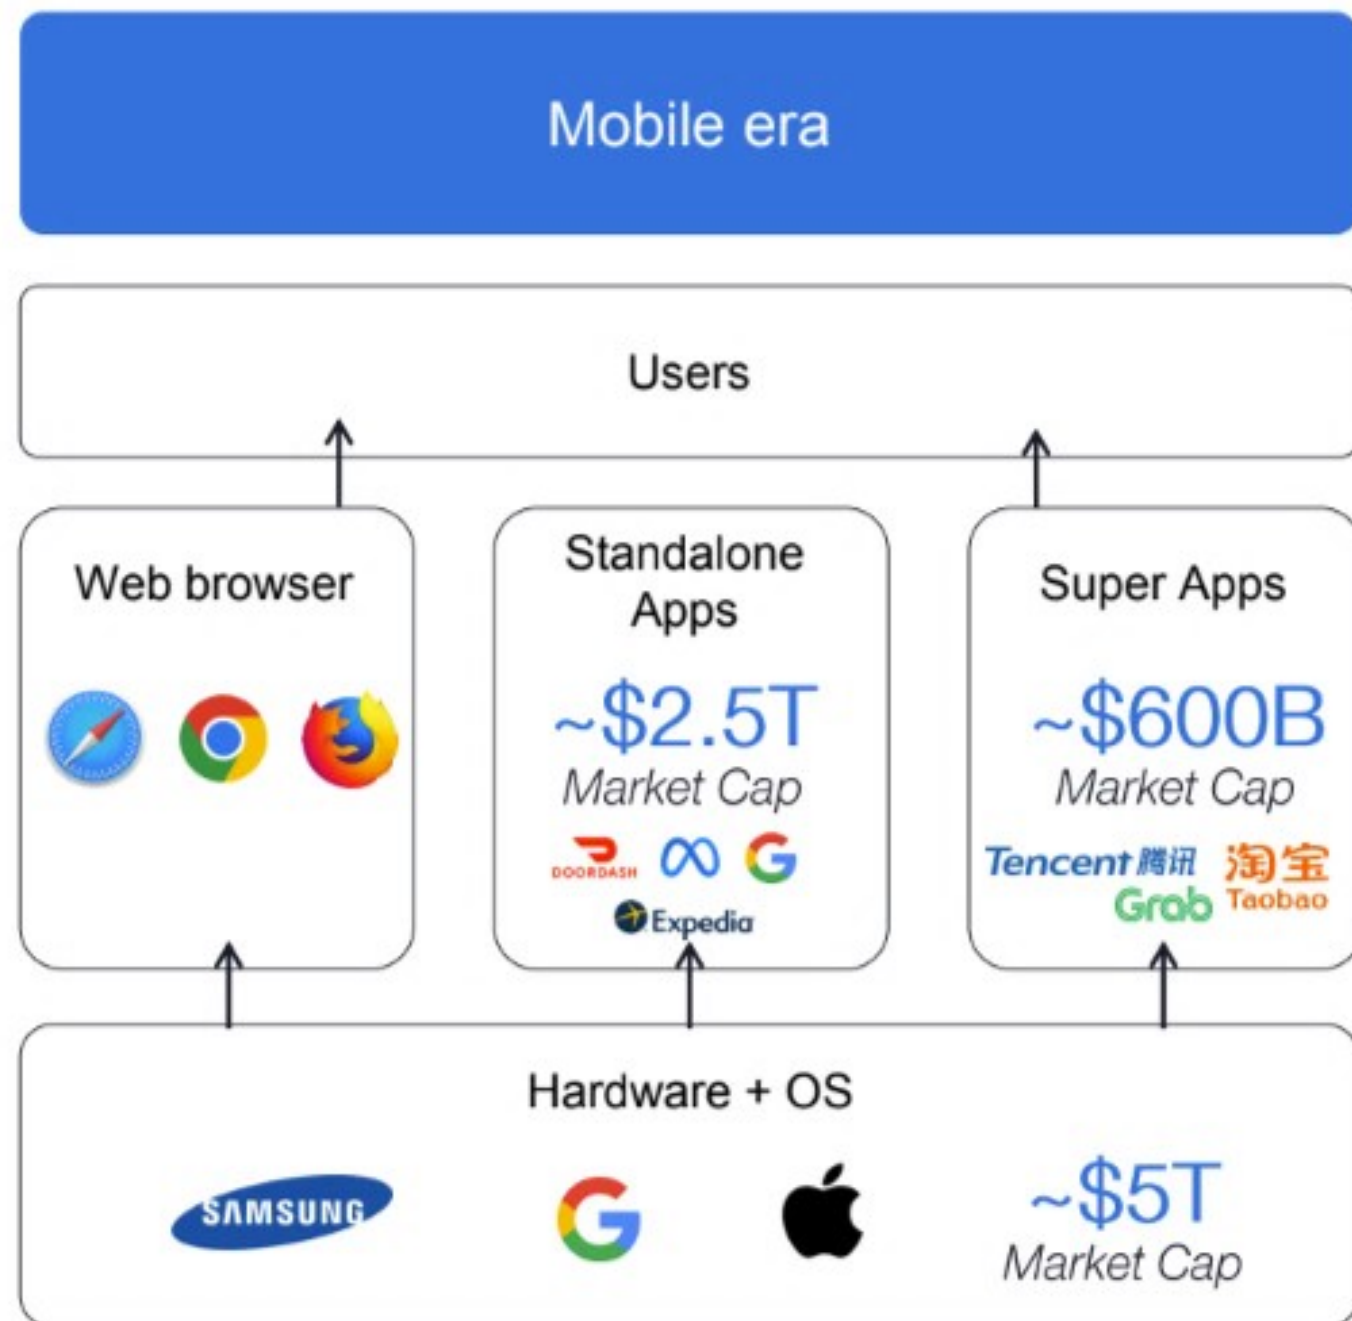 Mobile era
Users
Web browser
Standalone
Apps
~$2.5T
Market Cap
DOORDASH
Expedia
Super Apps
~$600B
Market Cap
Tencent 腾讯
淘宝
Grab
Taobao
Hardware + OS
SAMSUNG
~$5T
Market Cap